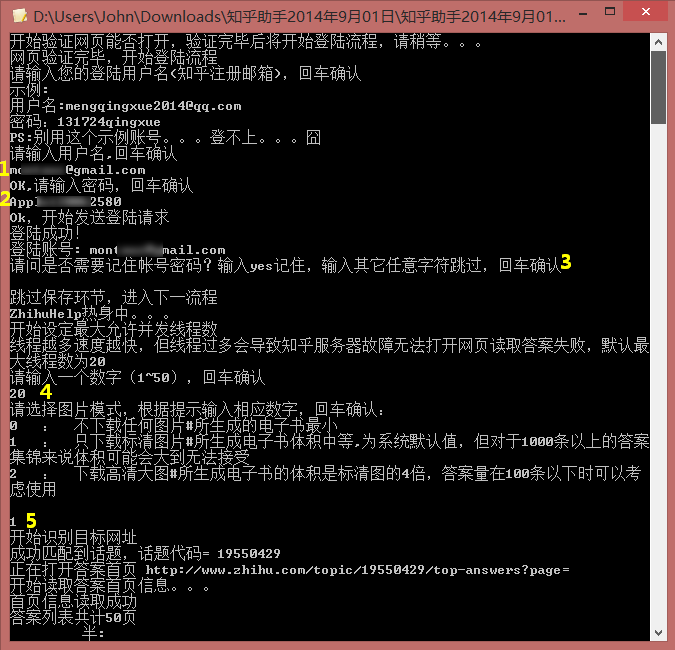 D:\Users\John\Downloads\知乎助手2014年9月01日\知乎助手2014年9月01...
开始验证网页能否打开，验证完毕后将开始登陆流程，请稍等。。。
网页验证完毕，开始登陆流程
请输入您的登陆用户名(知乎注册邮箱)，回车确认
示例:
用户名:mengqingxue2014@qq.com
密码: 131724qingxue
PS:别用这个示例账号。。。登不上。。。囧
请输入用户名,回车确认
1 @gmail.com
OK,请输入密码，回车确认
2 2580
Ok, 开始发送登陆请求
登陆成功!
登陆账号: mail.com
请问是否需要记住帐号密码？输入yes记住，输入其它任意字符跳过，回车确认 3
跳过保存环节，进入下一流程
ZhihuHelp热身中。。。
开始设定最大允许并发线程数
线程越多速度越快，但线程过多会导致知乎服务器故障无法打开网页读取答案失败，默认最
大线程数为20
请输入一个数字（1~50），回车确认
20 4
请选择图片模式，根据提示输入相应数字，回车确认:
0 : 不下载任何图片#所生成的电子书最小
1 : 只下载标清图片#所生成电子书体积中等,为系统默认值，但对于1000条以上的答案
集锦来说体积可能会大到无法接受
2 : 下载高清大图#所生成电子书的体积是标清图的4倍，答案量在100条以下时可以考
虑使用
1 5
开始识别目标网址
成功匹配到话题，话题代码= 19550429
正在打开答案首页 http://www.zhihu.com/topic/19550429/top-answers?page=
开始读取答案首页信息。。。
首页信息读取成功
答案列表共计50页
半: